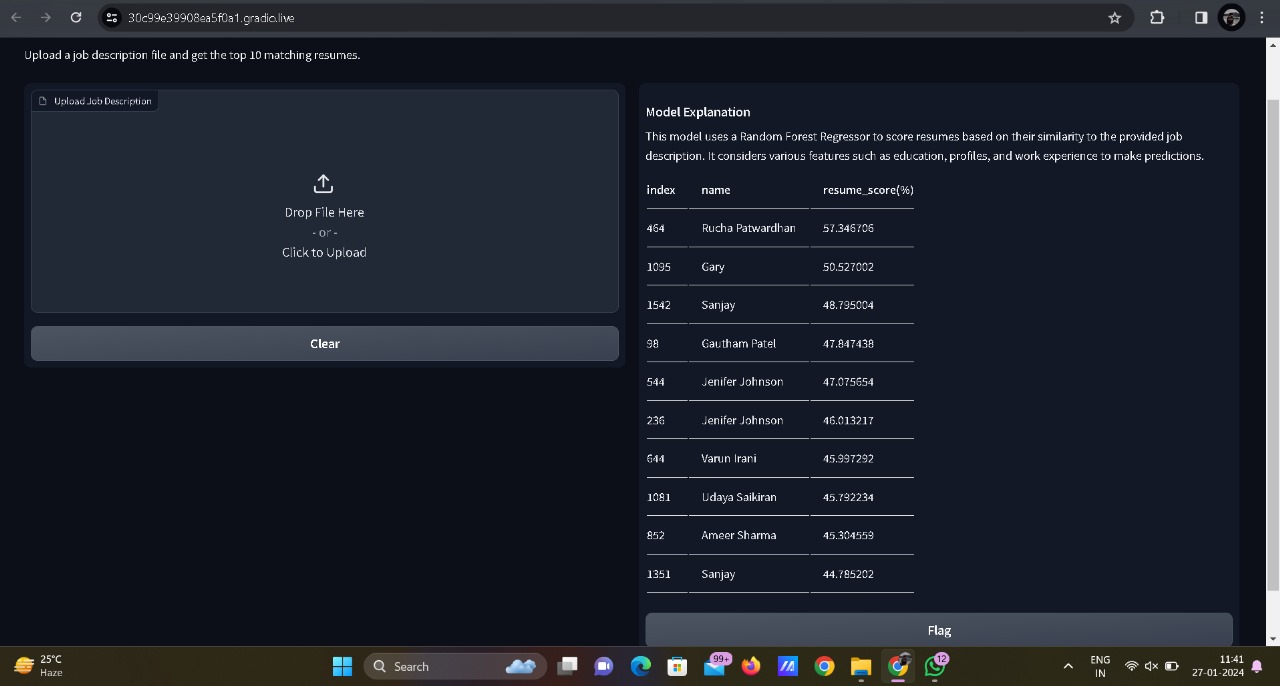 30c99e39908ea5f0a1.gradio.live
Upload a job description file and get the top 10 matching resumes.
Upload Job Description
Drop File Here
- or -
Click to Upload
Clear
Model Explanation
This model uses a Random Forest Regressor to score resumes based on their similarity to the provided job
description. It considers various features such as education, profiles, and work experience to make predictions.
index name resume_score(%)
464 Rucha Patwardhan 57.346706
1095 Gary 50.527002
1542 Sanjay 48.795004
98 Gautham Patel 47.847438
544 Jenifer Johnson 47.075654
236 Jenifer Johnson 46.013217
644 Varun Irani 45.997292
1081 Udaya Saikiran 45.792234
852 Ameer Sharma 45.304559
1351 Sanjay 44.785202
Flag
25°C
Haze
Search
99+
12
ENG
IN
11:41
27-01-2024